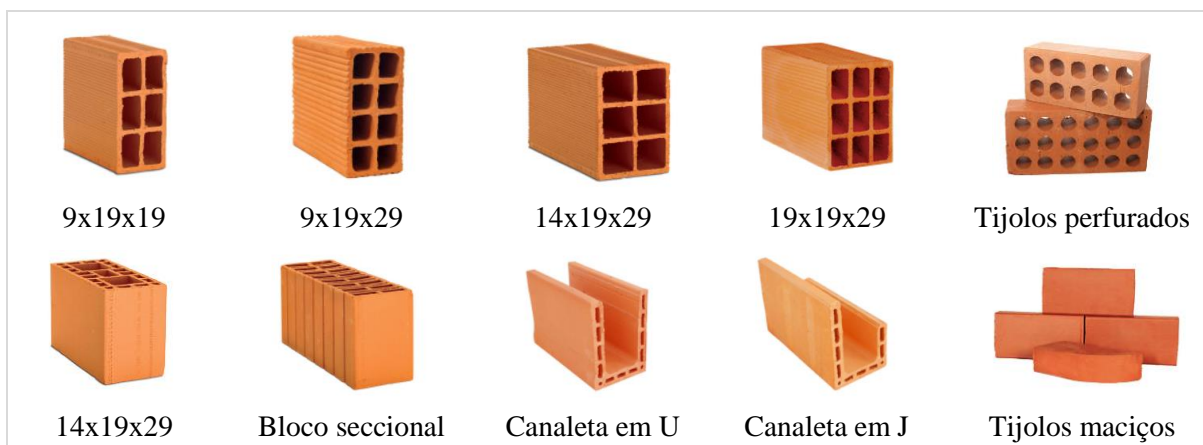 9x19x19 9x19x29 14x19x29 19x19x29 Tijolos perfurados
14x19x29 Bloco seccional Canaleta em U Canaleta em J Tijolos maciços